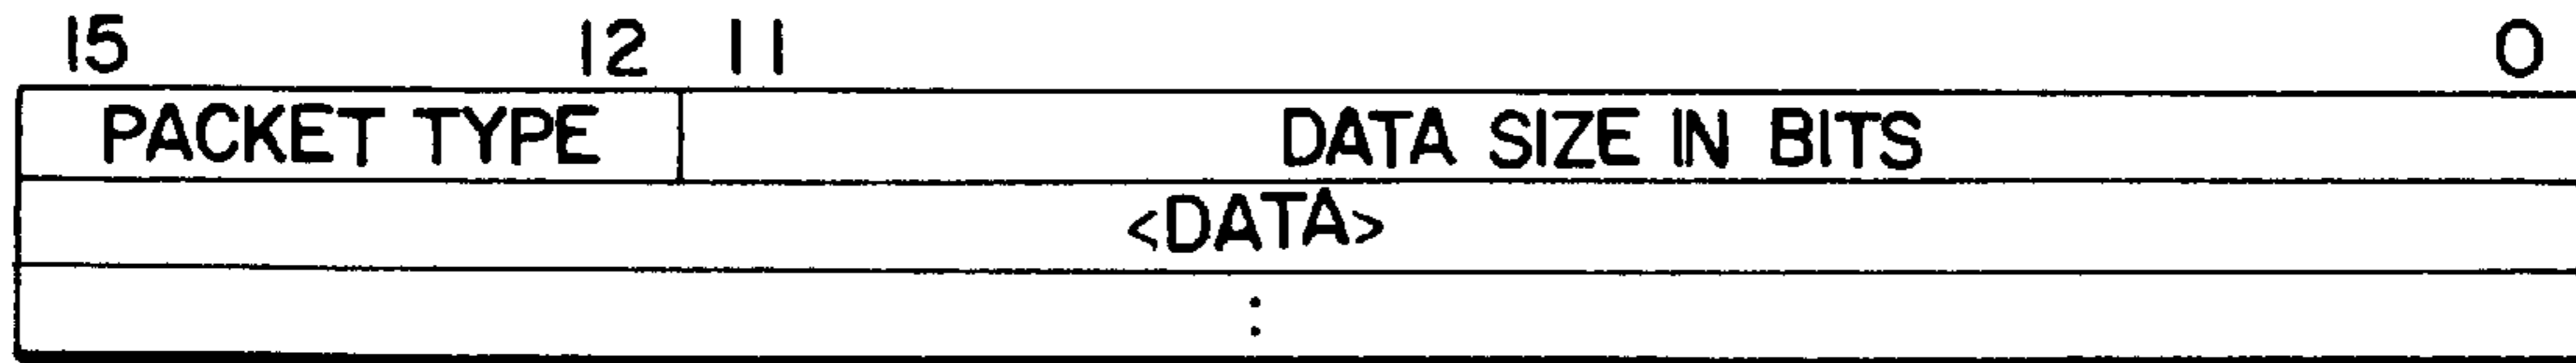 15 12 11 0
PACKET TYPE DATA SIZE IN BITS
<DATA>
: